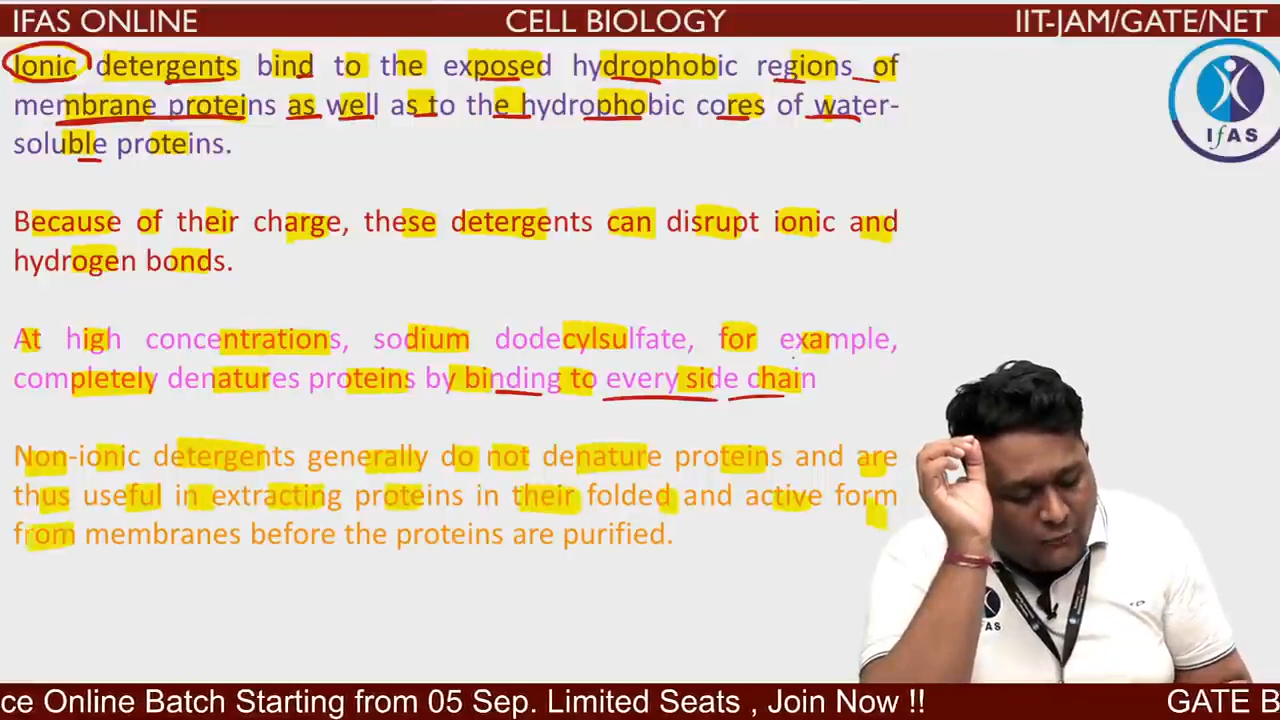 IFAS ONLINE CELL BIOLOGY IIT-JAM/GATE/NET
Ionic detergents bind to the exposed hydrophobic regions of
membrane proteins as well as to the hydrophobic cores of water-
soluble proteins.
IFAS
Because of their charge, these detergents can disrupt ionic and
hydrogen bonds.
At high concentrations, sodium dodecylsulfate, for example,
completely denatures proteins by binding to every side chain
Non-ionic detergents generally do not denature proteins and are
thus useful in extracting proteins in their folded and active form
from membranes before the proteins are purified.
FAS
ce Online Batch Starting from 05 Sep. Limited Seats , Join Now !! GATE B